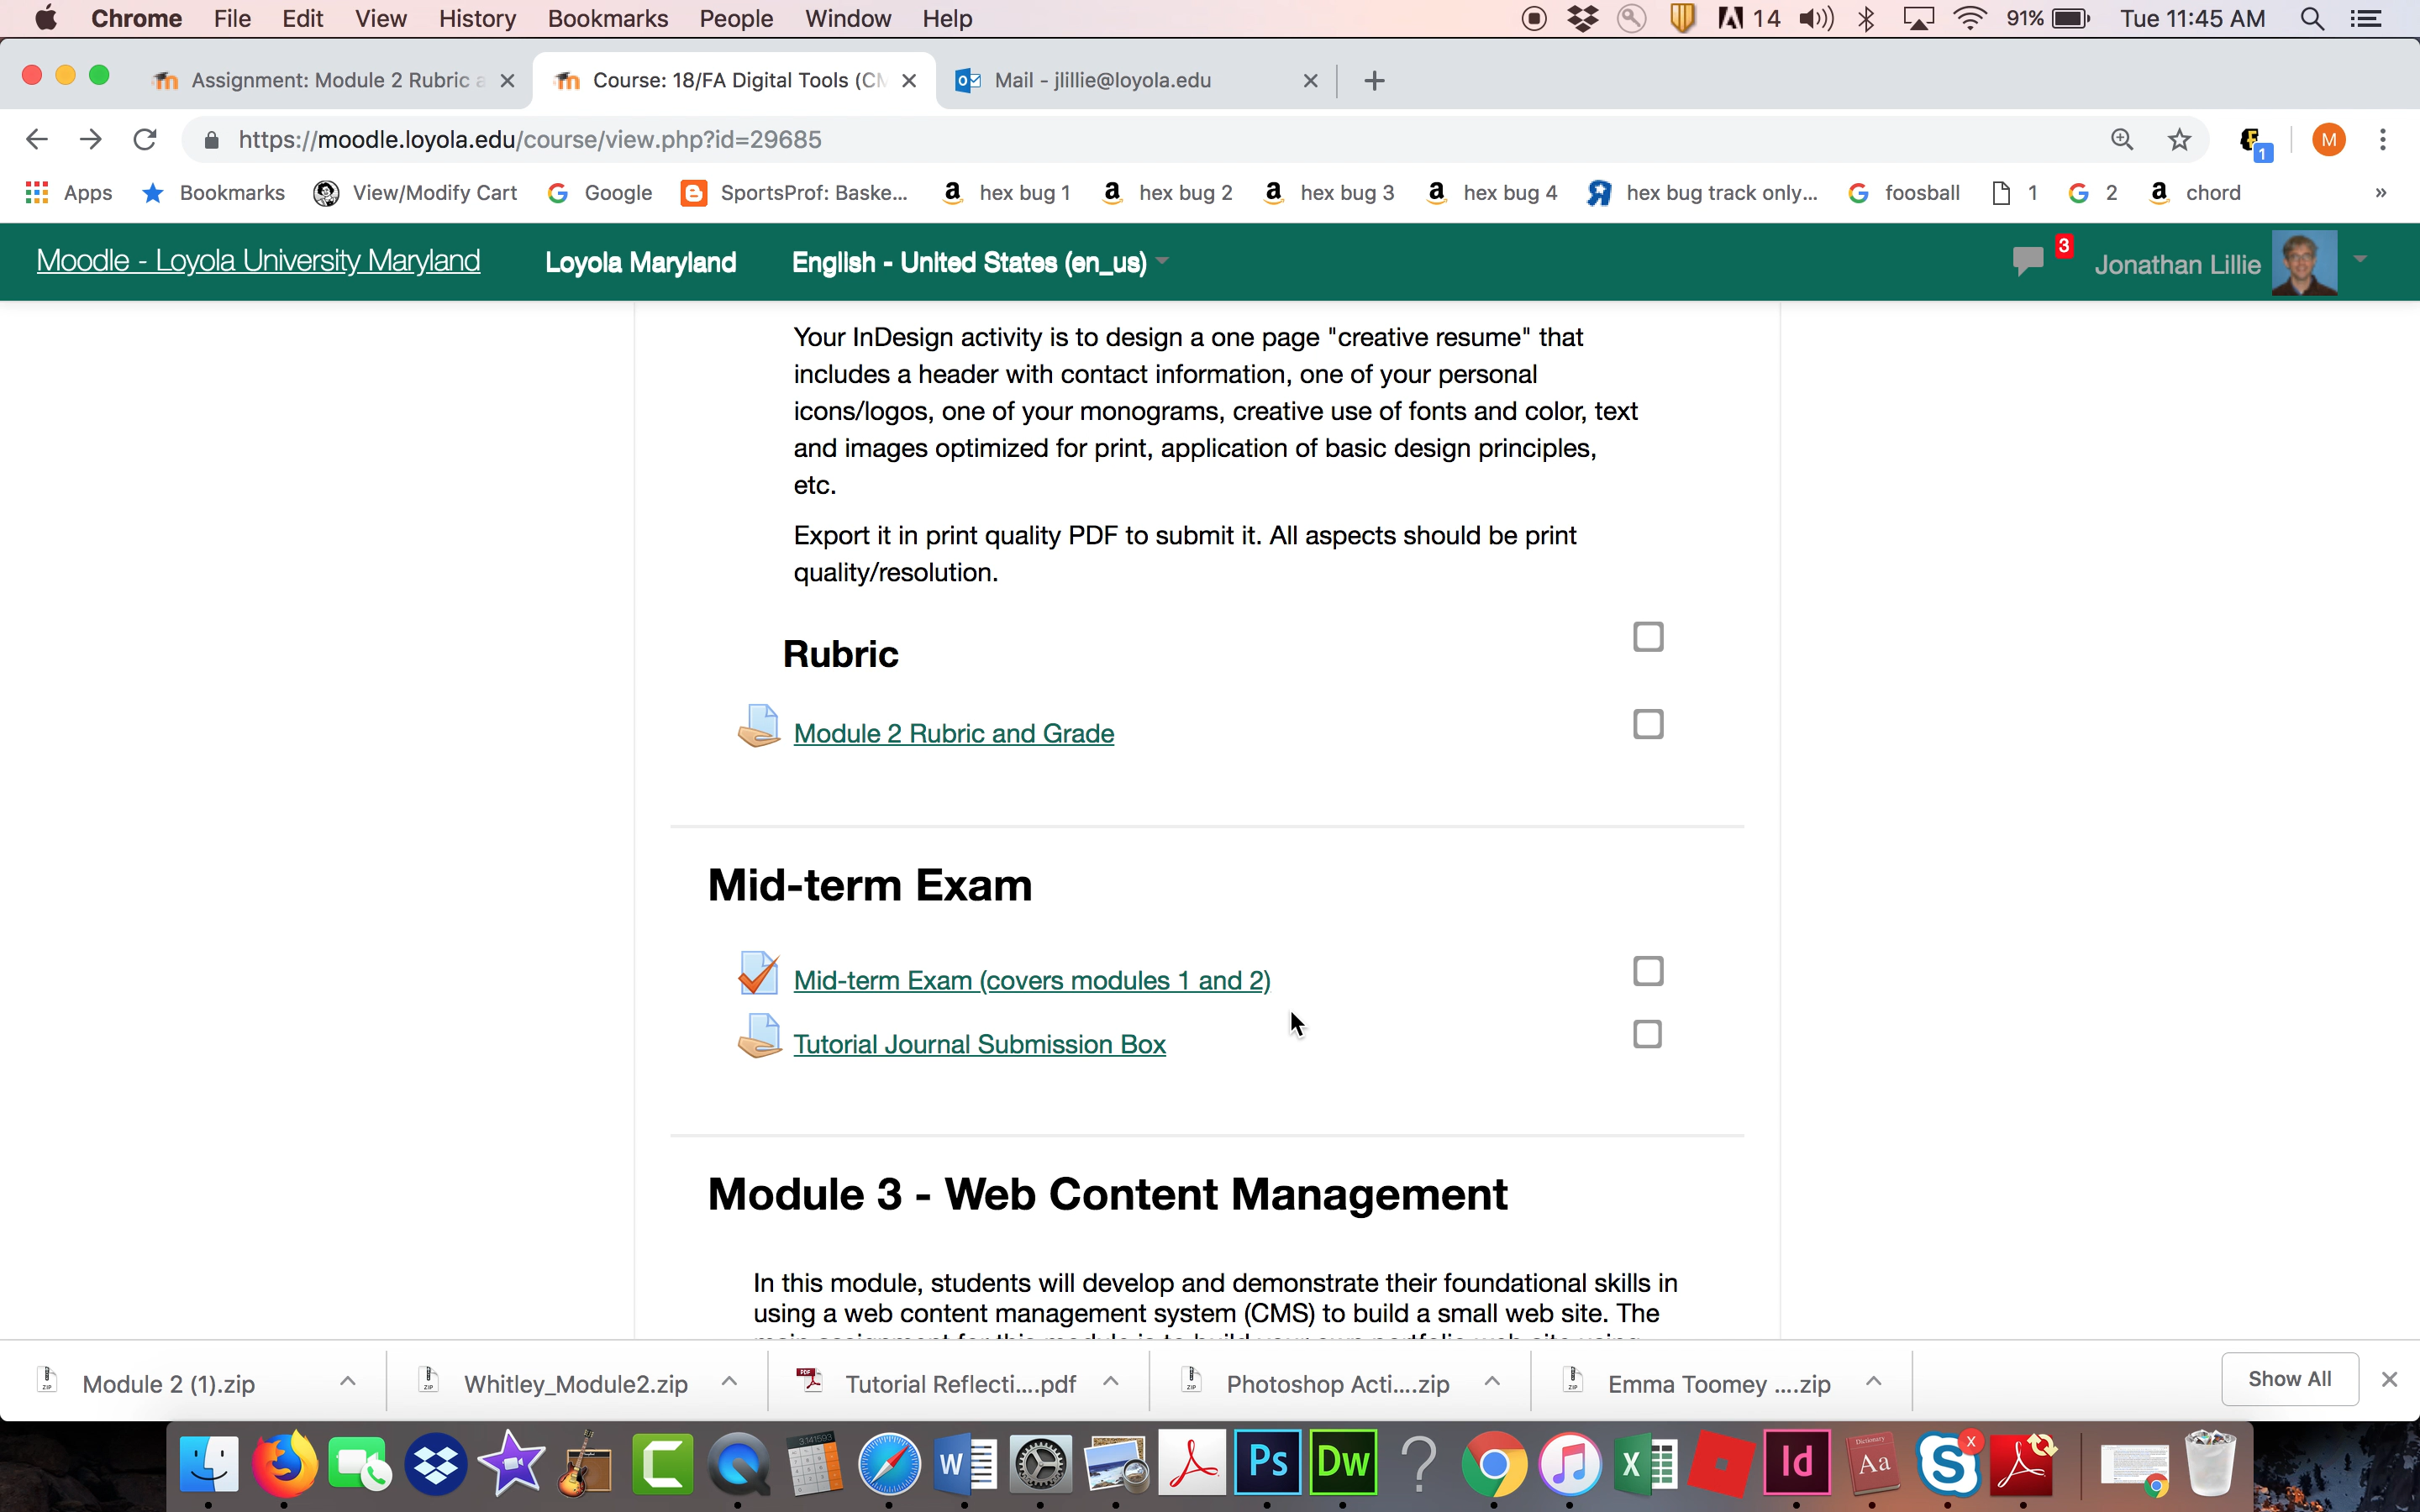 Chrome File Edit View History Bookmarks People Window Help 14 91% Tue 11:45 AM
Assignment: Module 2 Rubric a Course: 18/FA Digital Tools (CM Mail - jlillie@loyola.edu
https://moodle.loyola.edu/course/view.php?id=29685 1 M
Apps Bookmarks View/Modify Cart Google SportsProf: Baske... hex bug 1 hex bug 2 hex bug 3 hex bug 4 hex bug track only... foosball 1 2 chord »
Moodle - Loyola University Maryland Loyola Maryland English - United States (en_us) 3 Jonathan Lillie
Your InDesign activity is to design a one page "creative resume" that
includes a header with contact information, one of your personal
icons/logos, one of your monograms, creative use of fonts and color, text
and images optimized for print, application of basic design principles,
etc.
Export it in print quality PDF to submit it. All aspects should be print
quality/resolution.
Rubric
Module 2 Rubric and Grade
Mid-term Exam
Mid-term Exam (covers modules 1 and 2)
Tutorial Journal Submission Box
Module 3 - Web Content Management
In this module, students will develop and demonstrate their foundational skills in
using a web content management system (CMS) to build a small web site. The
Module 2 (1).zip Whitley_Module2.zip Tutorial Reflecti....pdf Photoshop Acti....zip Emma Toomey ....zip Show All
3.141593 W Ps Dw ? X Id Dictionary Aa S